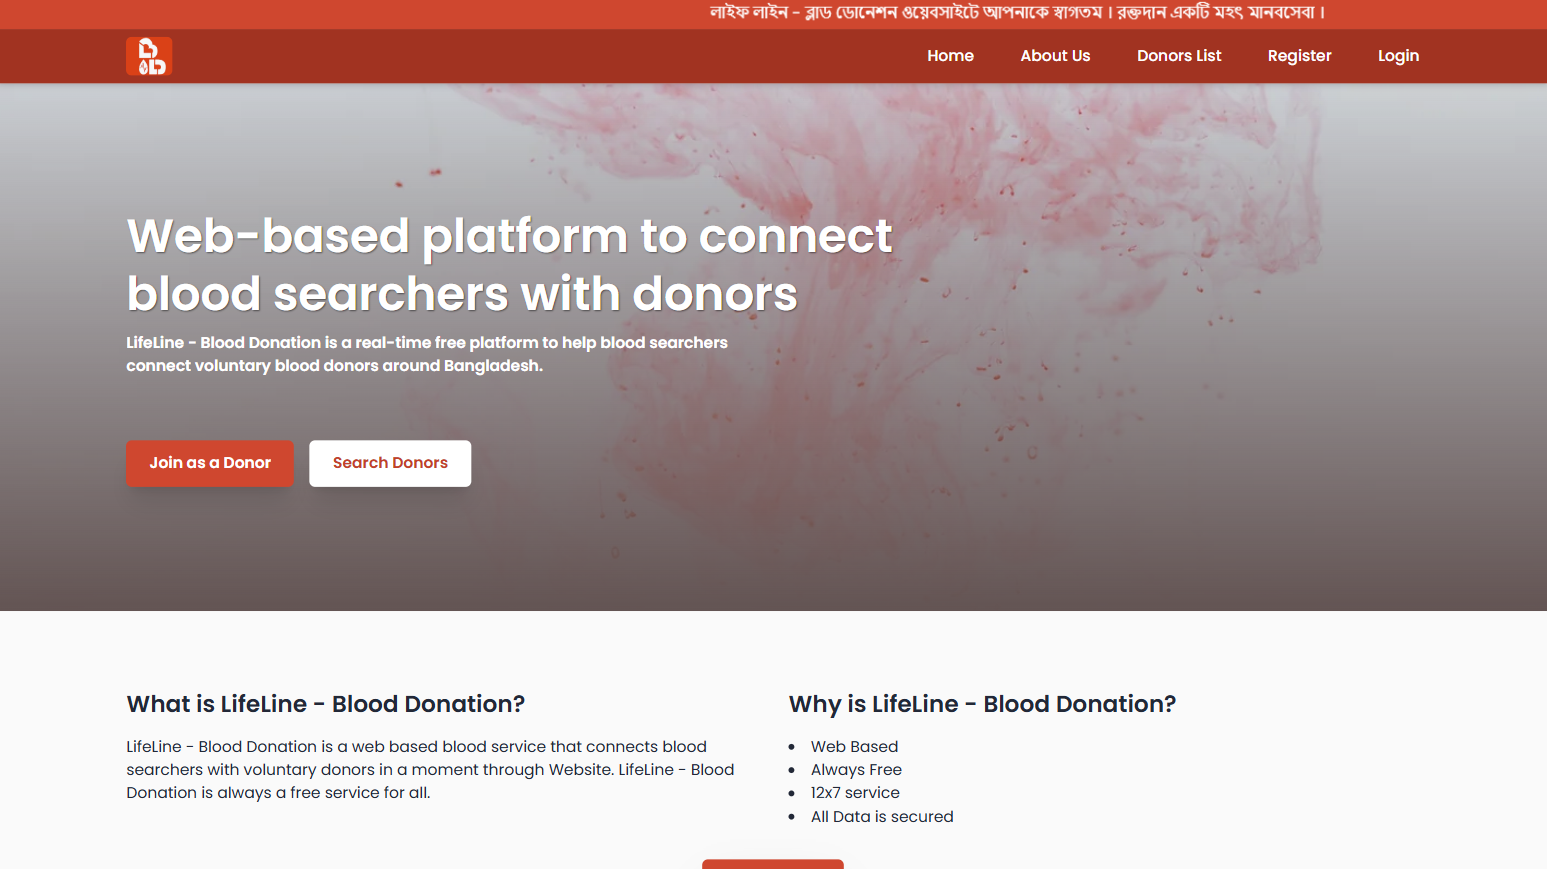 লাইফ লাইন - ব্লাড ডোনেশন ওয়েবসাইটে আপনাকে স্বাগতম। রক্তদান একটি মহৎ মানবসেবা।
Home About Us Donors List Register Login
Web-based platform to connect
blood searchers with donors
LifeLine - Blood Donation is a real-time free platform to help blood searchers
connect voluntary blood donors around Bangladesh.
Join as a Donor Search Donors
What is LifeLine - Blood Donation?
LifeLine - Blood Donation is a web based blood service that connects blood
searchers with voluntary donors in a moment through Website. LifeLine - Blood
Donation is always a free service for all.
Why is LifeLine - Blood Donation?
Web Based
Always Free
12x7 service
All Data is secured